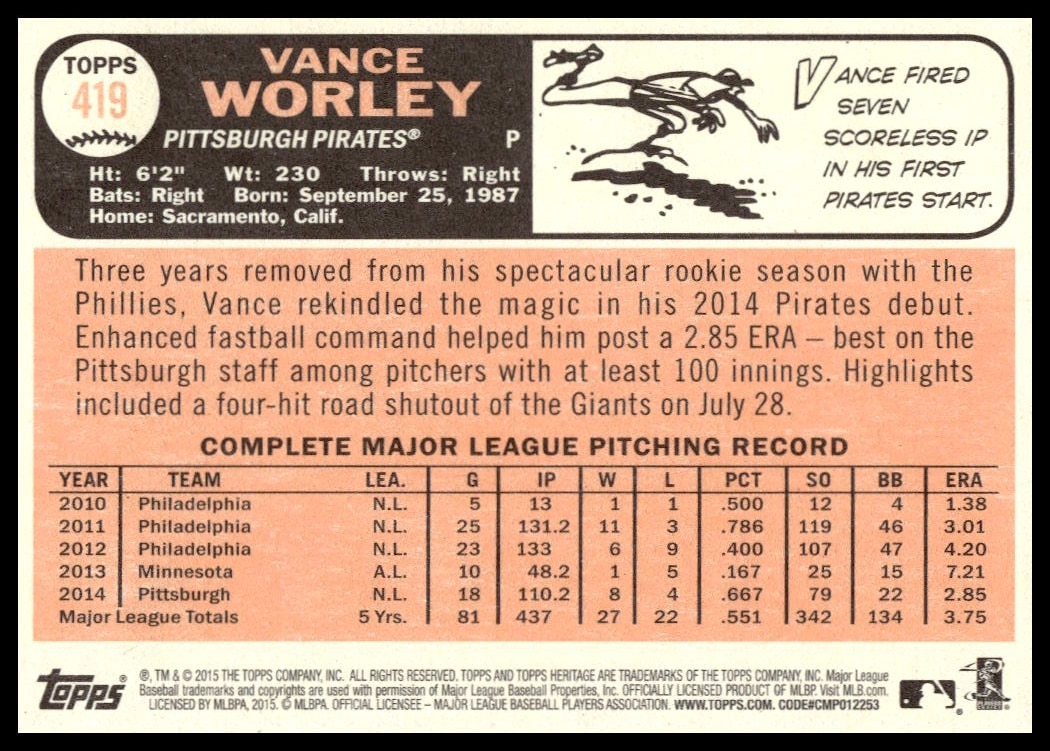 TOPPS
419
VANCE
WORLEY
PITTSBURGH PIRATES® P
Ht: 6'2" Wt: 230 Throws: Right
Bats: Right Born: September 25, 1987
Home: Sacramento, Calif.
VANCE FIRED
SEVEN
SCORELESS IP
IN HIS FIRST
PIRATES START.
Three years removed from his spectacular rookie season with the
Phillies, Vance rekindled the magic in his 2014 Pirates debut.
Enhanced fastball command helped him post a 2.85 ERA – best on the
Pittsburgh staff among pitchers with at least 100 innings. Highlights
included a four-hit road shutout of the Giants on July 28.
COMPLETE MAJOR LEAGUE PITCHING RECORD
YEAR TEAM LEA. G IP W L PCT SO BB ERA
2010 Philadelphia N.L. 5 13 1 1 .500 12 4 1.38
2011 Philadelphia N.L. 25 131.2 11 3 .786 119 46 3.01
2012 Philadelphia N.L. 23 133 6 9 .400 107 47 4.20
2013 Minnesota A.L. 10 48.2 1 5 .167 25 15 7.21
2014 Pittsburgh N.L. 18 110.2 8 4 .667 79 22 2.85
Major League Totals 5 Yrs. 81 437 27 22 .551 342 134 3.75
topps®
®, TM & © 2015 THE TOPPS COMPANY, INC. ALL RIGHTS RESERVED. TOPPS AND TOPPS HERITAGE ARE TRADEMARKS OF THE TOPPS COMPANY, INC. Major League
Baseball trademarks and copyrights are used with permission of Major League Baseball Properties, Inc. OFFICIALLY LICENSED PRODUCT OF MLBP. Visit MLB.com.
LICENSED BY MLBPA, 2015. © MLBPA. OFFICIAL LICENSEE – MAJOR LEAGUE BASEBALL PLAYERS ASSOCIATION. WWW.TOPPS.COM. CODE#CMP012253